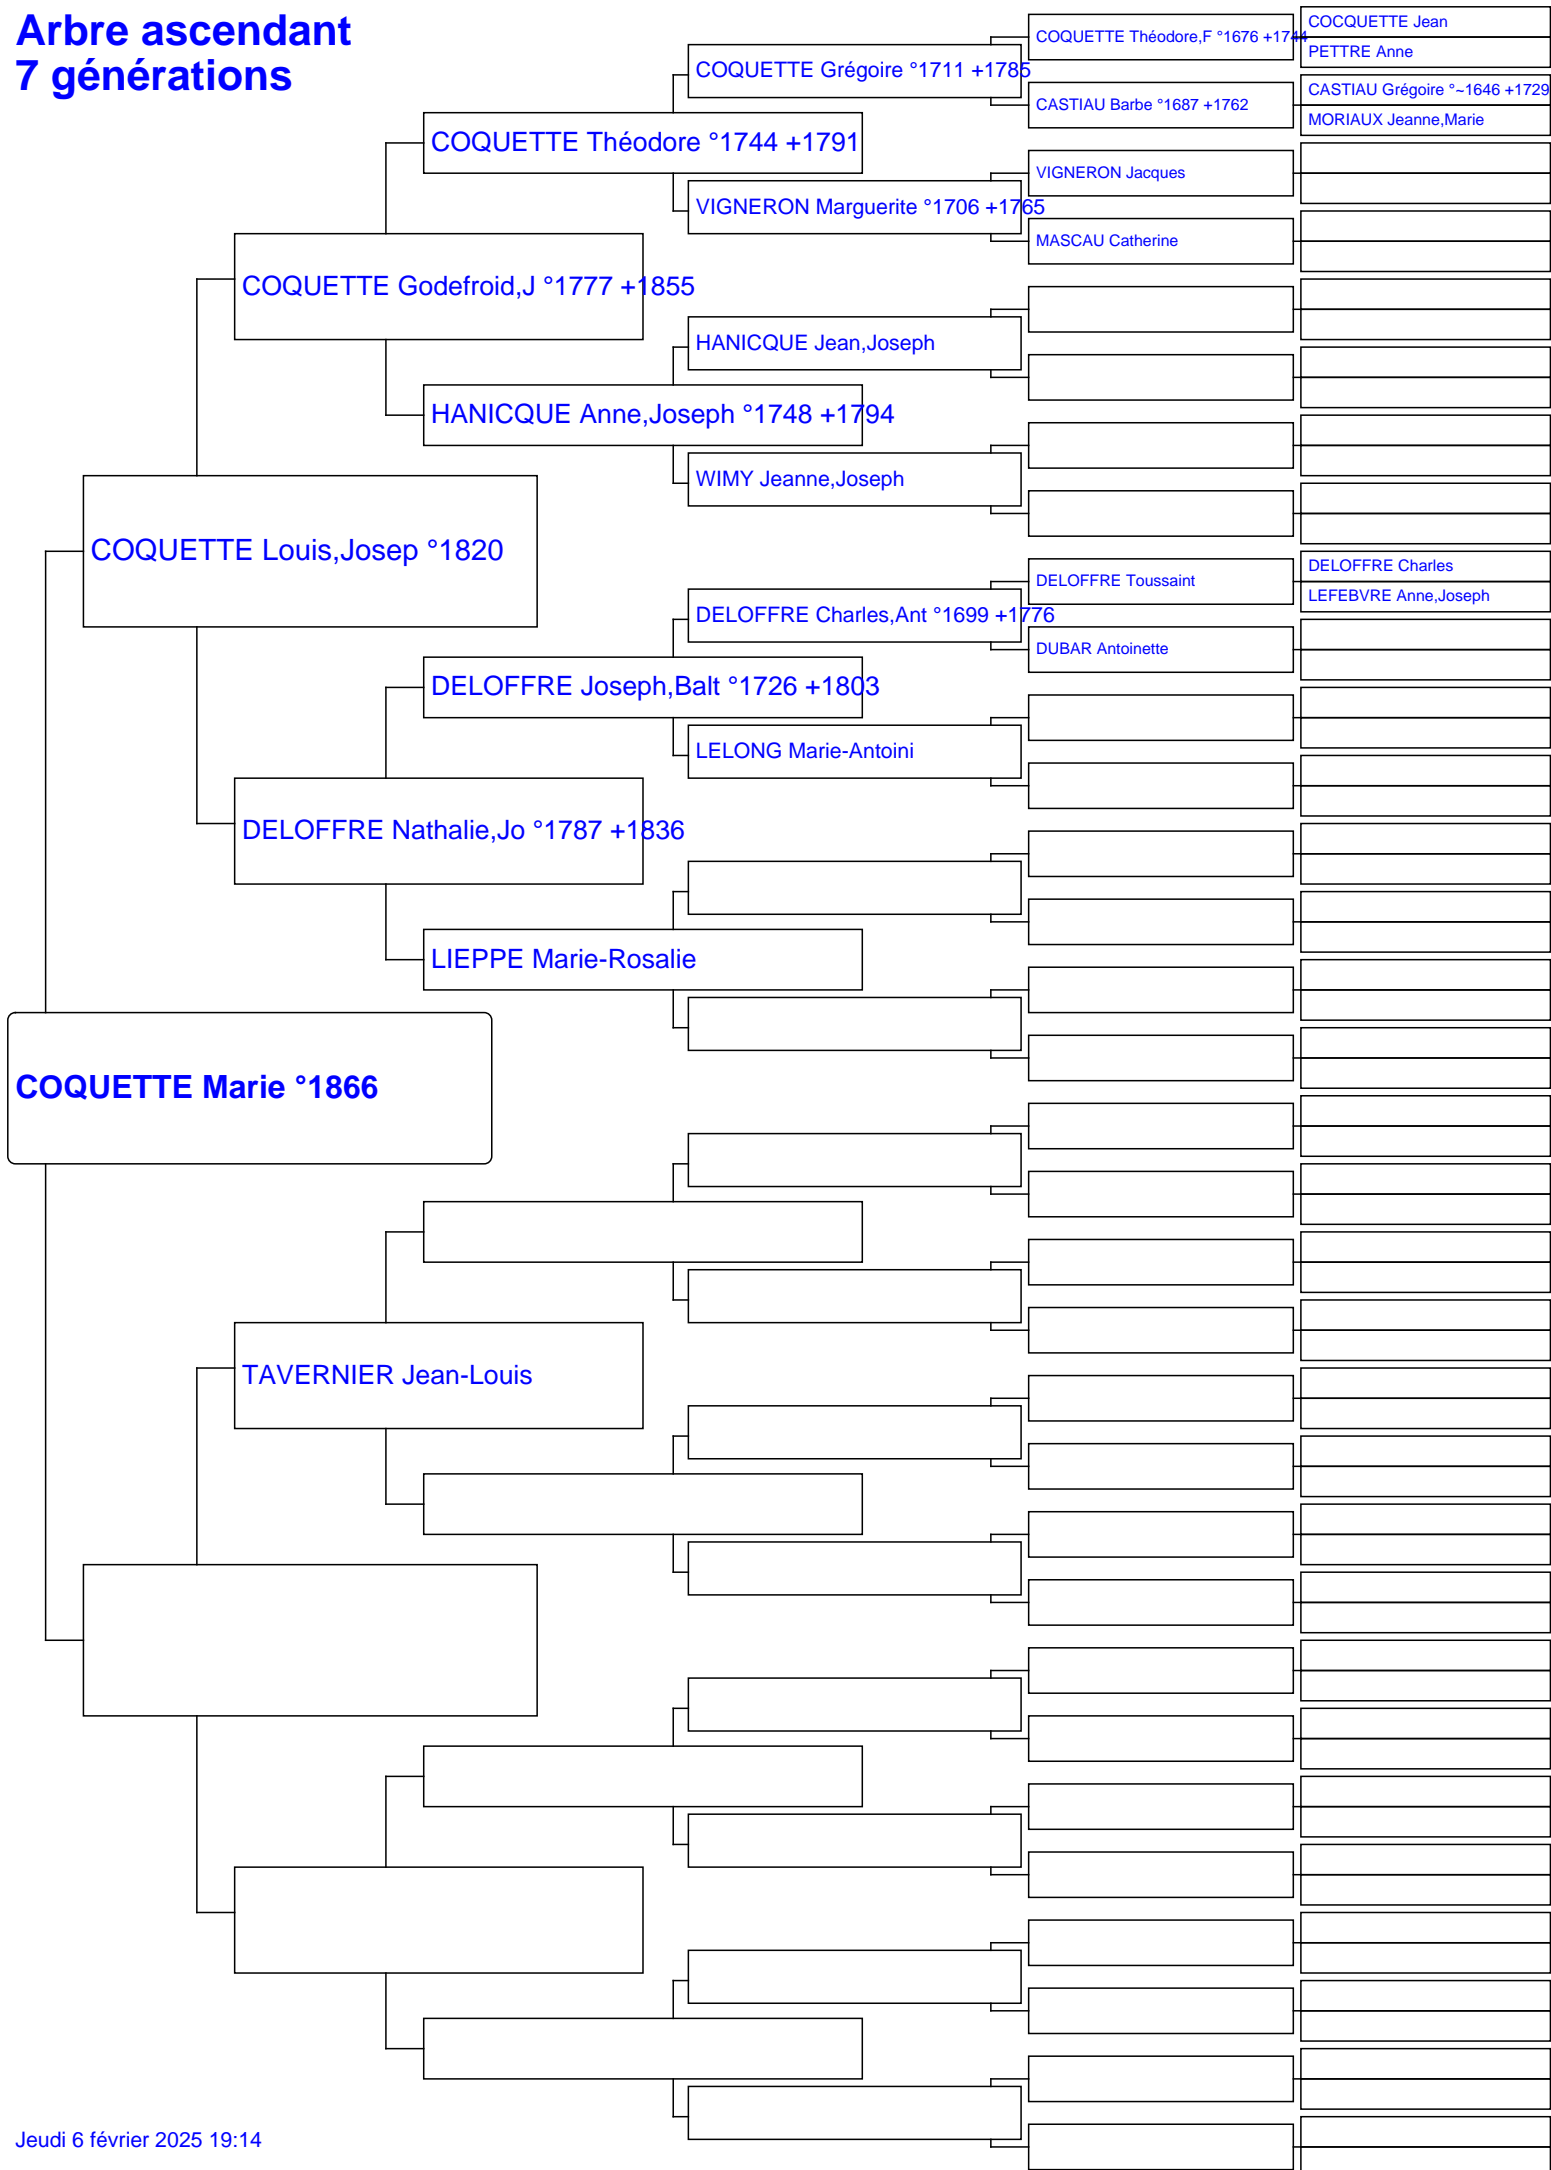 Arbre ascendant
7 générations
COQUETTE Marie °1866
COQUETTE Louis,Josep °1820
COQUETTE Godefroid,J °1777 +1855
DELOFFRE Nathalie,Jo °1787 +1836
TAVERNIER Jean-Louis
COQUETTE Théodore °1744 +1791
HANICQUE Anne,Joseph °1748 +1794
DELOFFRE Joseph,Balt °1726 +1803
LIEPPE Marie-Rosalie
COQUETTE Grégoire °1711 +1785
VIGNERON Marguerite °1706 +1765
HANICQUE Jean,Joseph
WIMY Jeanne,Joseph
DELOFFRE Charles,Ant °1699 +1776
LELONG Marie-Antoini
COQUETTE Théodore,F °1676 +1744
CASTIAU Barbe °1687 +1762
VIGNERON Jacques
MASCAU Catherine
DELOFFRE Toussaint
DUBAR Antoinette
COCQUETTE Jean
PETTRE Anne
CASTIAU Grégoire °~1646 +1729
MORIAUX Jeanne,Marie
DELOFFRE Charles
LEFEBVRE Anne,Joseph
Jeudi 6 février 2025 19:14